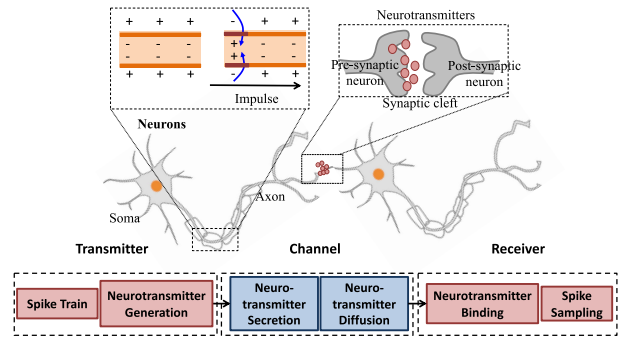 + + + - + +
- - - + - -
- - - + - -
+ + + - + +
Impulse
Neurotransmitters
Pre-synaptic
neuron
Post-synaptic
neuron
Synaptic cleft
Neurons
Soma
Axon
Transmitter
Channel
Receiver
Spike Train
Neurotransmitter
Generation
Neuro-
transmitter
Secretion
Neuro-
transmitter
Diffusion
Neurotransmitter
Binding
Spike
Sampling